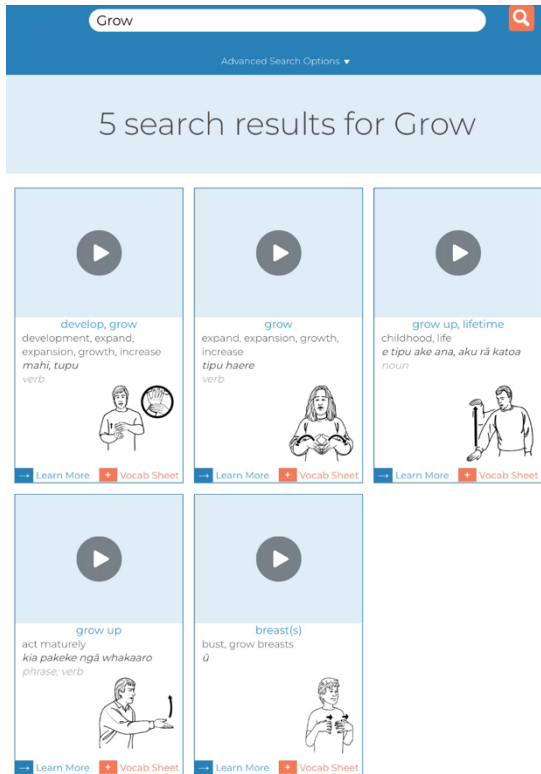 Grow
Advanced Search Options ▼
5 search results for Grow
develop, grow
development, expand,
expansion, growth, increase
mahi, tupu
verb
→ Learn More + Vocab Sheet
grow
expand, expansion, growth,
increase
tipu haere
verb
→ Learn More + Vocab Sheet
grow up, lifetime
childhood, life
e tipu ake ana, aku rā katoa
noun
→ Learn More + Vocab Sheet
grow up
act maturely
kia pakeke ngā whakaaro
phrase; verb
→ Learn More + Vocab Sheet
breast(s)
bust, grow breasts
ū
→ Learn More + Vocab Sheet